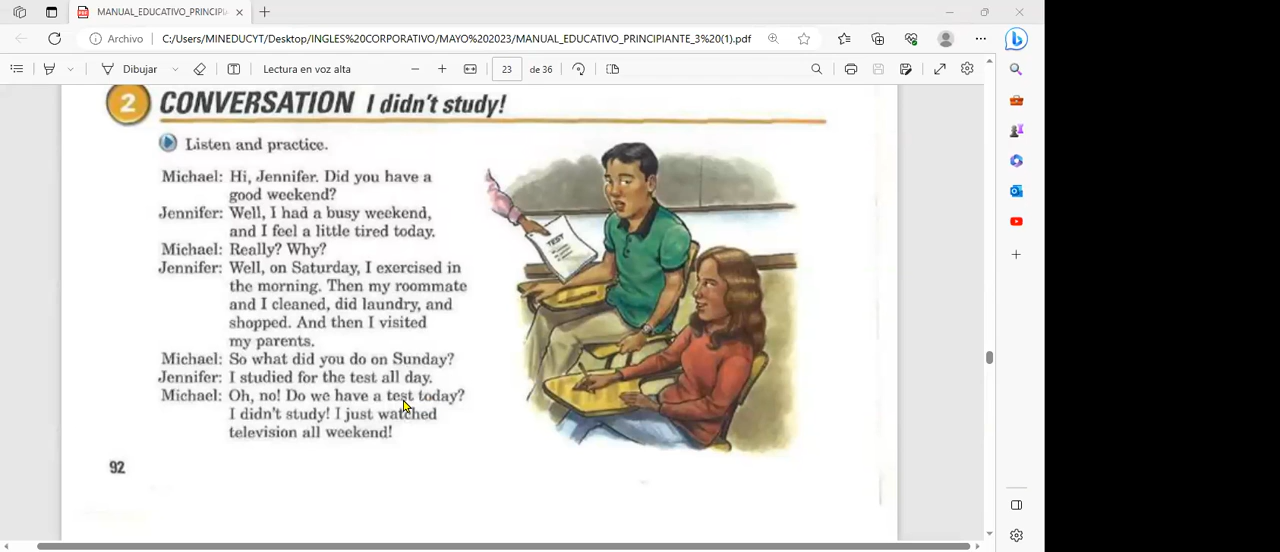 MANUAL_EDUCATIVO_PRINCIPI
Archivo
C:/Users/MINEDUCYT/Desktop/INGLES%20CORPORATIVO/MAYO%202023/MANUAL_EDUCATIVO_PRINCIPIANTE_3%20(1).pdf
Dibujar
Lectura en voz alta
23
de 36
2 CONVERSATION I didn't study!
Listen and practice.
Michael: Hi, Jennifer. Did you have a
good weekend?
Jennifer: Well, I had a busy weekend,
and I feel a little tired today.
Michael: Really? Why?
Jennifer: Well, on Saturday, I exercised in
the morning. Then my roommate
and I cleaned, did laundry, and
shopped. And then I visited
my parents.
Michael: So what did you do on Sunday?
Jennifer: I studied for the test all day.
Michael: Oh, no! Do we have a test today?
I didn't study! I just watched
television all weekend!
TEST
92